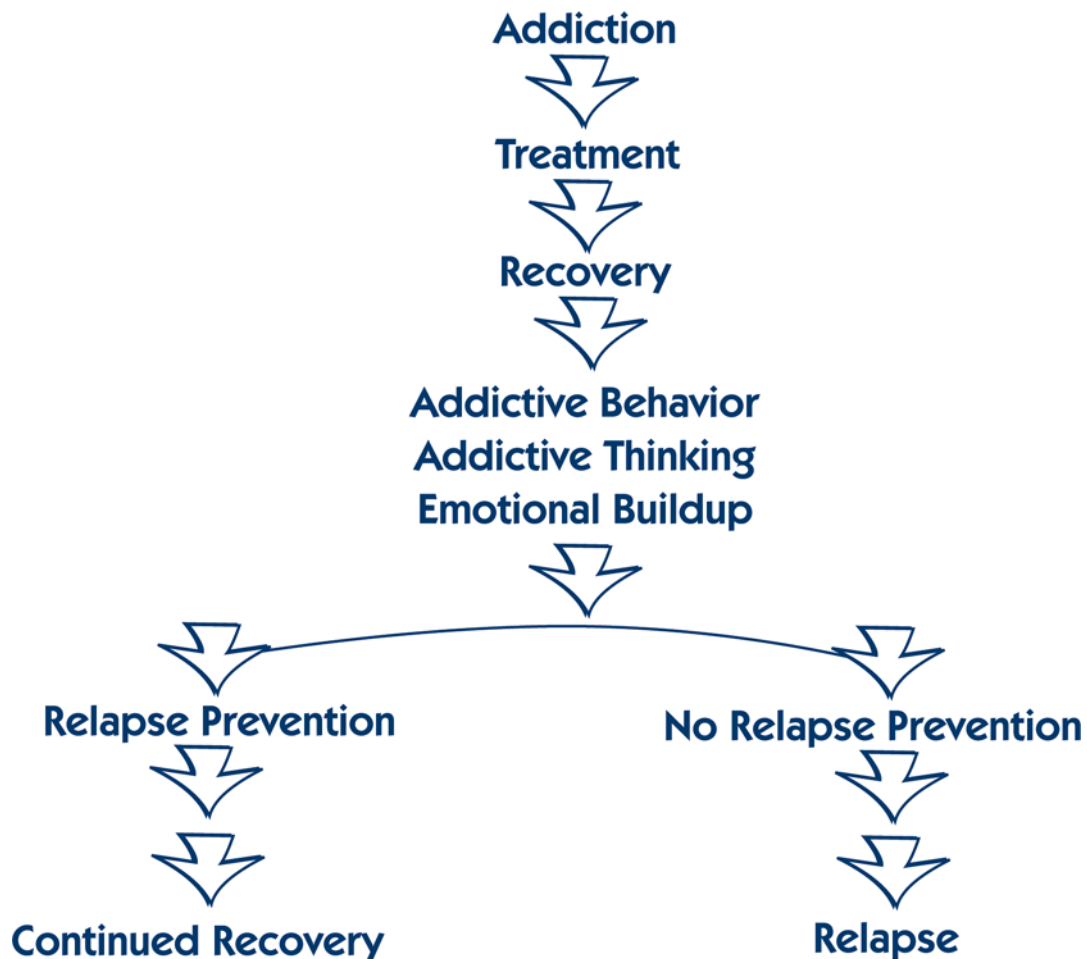 Addiction
Treatment
Recovery
Addictive Behavior
Addictive Thinking
Emotional Buildup
Relapse Prevention
No Relapse Prevention
Continued Recovery
Relapse